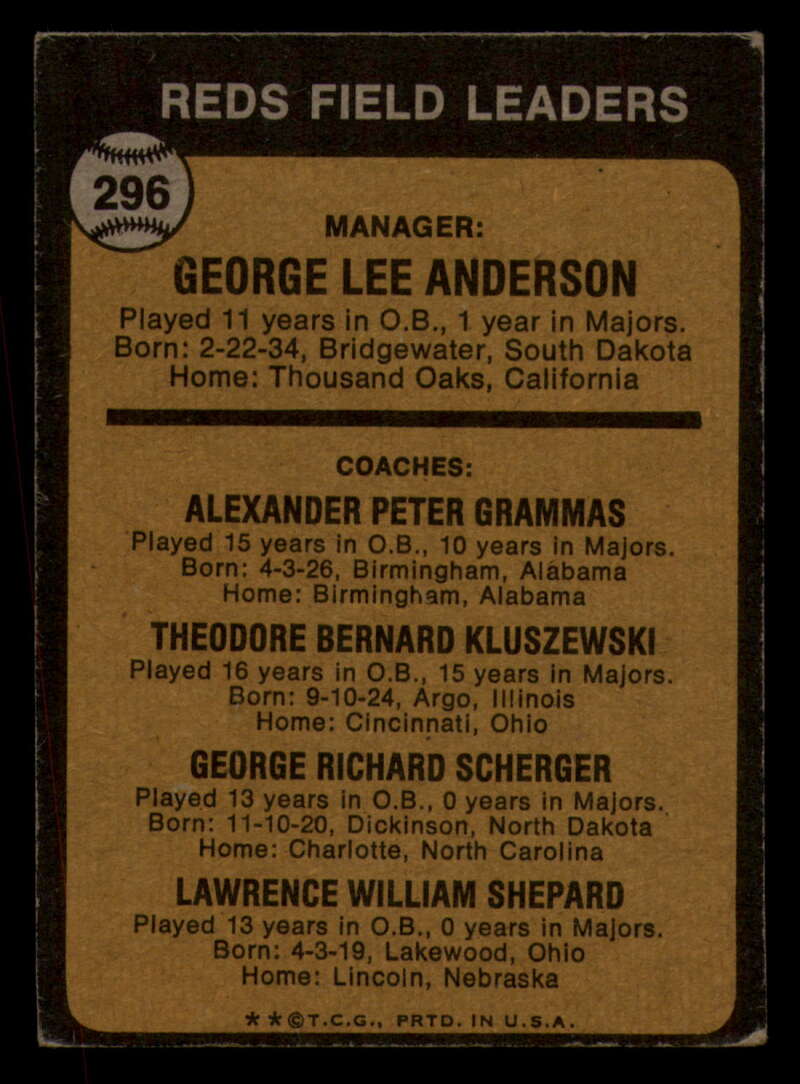 REDS FIELD LEADERS
296
MANAGER:
GEORGE LEE ANDERSON
Played 11 years in O.B., 1 year in Majors.
Born: 2-22-34, Bridgewater, South Dakota
Home: Thousand Oaks, California
COACHES:
ALEXANDER PETER GRAMMAS
Played 15 years in O.B., 10 years in Majors.
Born: 4-3-26, Birmingham, Alabama
Home: Birmingham, Alabama
THEODORE BERNARD KLUSZEWSKI
Played 16 years in O.B., 15 years in Majors.
Born: 9-10-24, Argo, Illinois
Home: Cincinnati, Ohio
GEORGE RICHARD SCHERGER
Played 13 years in O.B., 0 years in Majors.
Born: 11-10-20, Dickinson, North Dakota
Home: Charlotte, North Carolina
LAWRENCE WILLIAM SHEPARD
Played 13 years in O.B., 0 years in Majors.
Born: 4-3-19, Lakewood, Ohio
Home: Lincoln, Nebraska
**©T.C.G., PRTD. IN U.S.A.